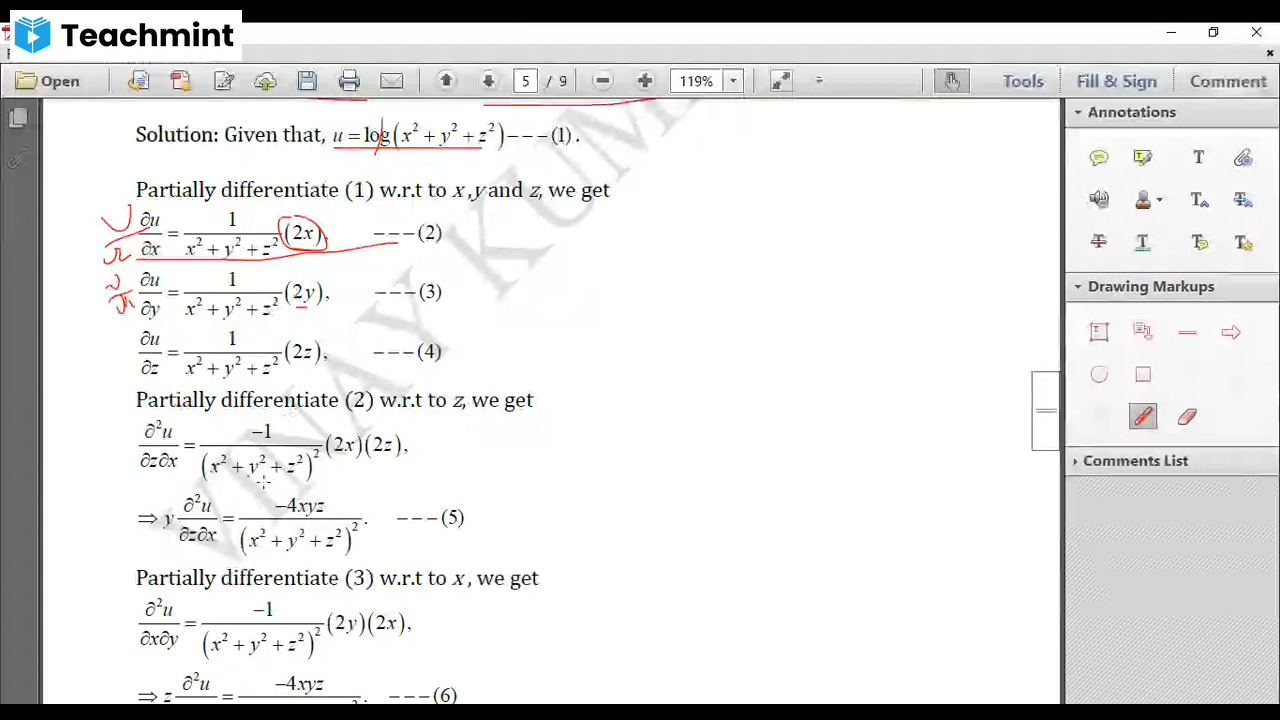 Teachmint
Open 5 / 9 119% Tools Fill & Sign Comment
Solution: Given that, u = log(x² + y² + z²) − − − (1) .
Partially differentiate (1) w.r.t to x , y and z, we get
∂u/∂x = 1/(x² + y² + z²) (2x), − − − (2)
∂u/∂y = 1/(x² + y² + z²) (2y), − − − (3)
∂u/∂z = 1/(x² + y² + z²) (2z), − − − (4)
Partially differentiate (2) w.r.t to z, we get
∂²u/∂z∂x = −1/(x² + y² + z²)² (2x)(2z),
⇒ y ∂²u/∂z∂x = −4xyz/(x² + y² + z²)² . − − − (5)
Partially differentiate (3) w.r.t to x , we get
∂²u/∂x∂y = −1/(x² + y² + z²)² (2y)(2x),
⇒ z ∂²u = −4xyz . − − − (6)
VINAY KUM
Annotations
Drawing Markups
Comments List